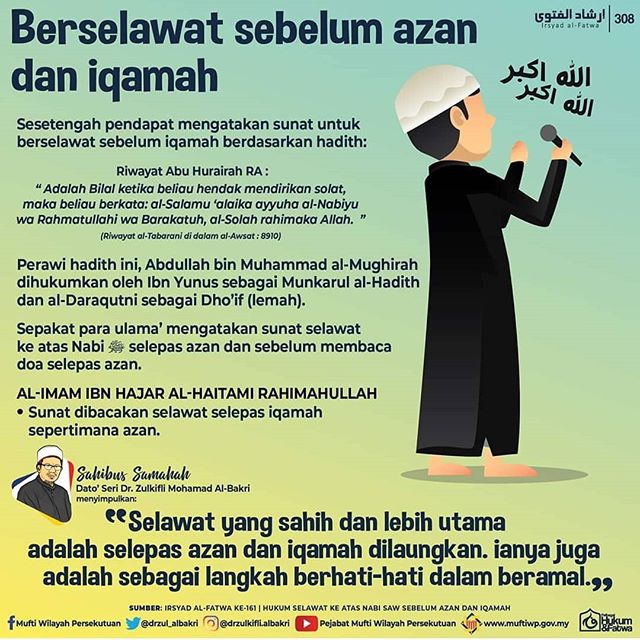 Berselawat sebelum azan
dan iqamah
ارشاد الفتوى
Irsyad al-Fatwa
308
الله اكبر
الله اكبر
Sesetengah pendapat mengatakan sunat untuk
berselawat sebelum iqamah berdasarkan hadith:
Riwayat Abu Hurairah RA :
“ Adalah Bilal ketika beliau hendak mendirikan solat,
maka beliau berkata: al-Salamu ‘alaika ayyuha al-Nabiyu
wa Rahmatullahi wa Barakatuh, al-Solah rahimaka Allah. ”
(Riwayat al-Tabarani di dalam al-Awsat : 8910)
Perawi hadith ini, Abdullah bin Muhammad al-Mughirah
dihukumkan oleh Ibn Yunus sebagai Munkarul al-Hadith
dan al-Daraqutni sebagai Dho’if (lemah).
Sepakat para ulama’ mengatakan sunat selawat
ke atas Nabi ﷺ selepas azan dan sebelum membaca
doa selepas azan.
AL-IMAM IBN HAJAR AL-HAITAMI RAHIMAHULLAH
• Sunat dibacakan selawat selepas iqamah
sepertimana azan.
Sahibus Samahah
Dato’ Seri Dr. Zulkifli Mohamad Al-Bakri
menyimpulkan:
“Selawat yang sahih dan lebih utama
adalah selepas azan dan iqamah dilaungkan. ianya juga
adalah sebagai langkah berhati-hati dalam beramal.”
SUMBER: IRSYAD AL-FATWA KE-161 | HUKUM SELAWAT KE ATAS NABI SAW SEBELUM AZAN DAN IQAMAH
Mufti Wilayah Persekutuan @drzul_albakri @drzulkifli.albakri Pejabat Mufti Wilayah Persekutuan www.muftiwp.gov.my
Hukum
&Fatwa